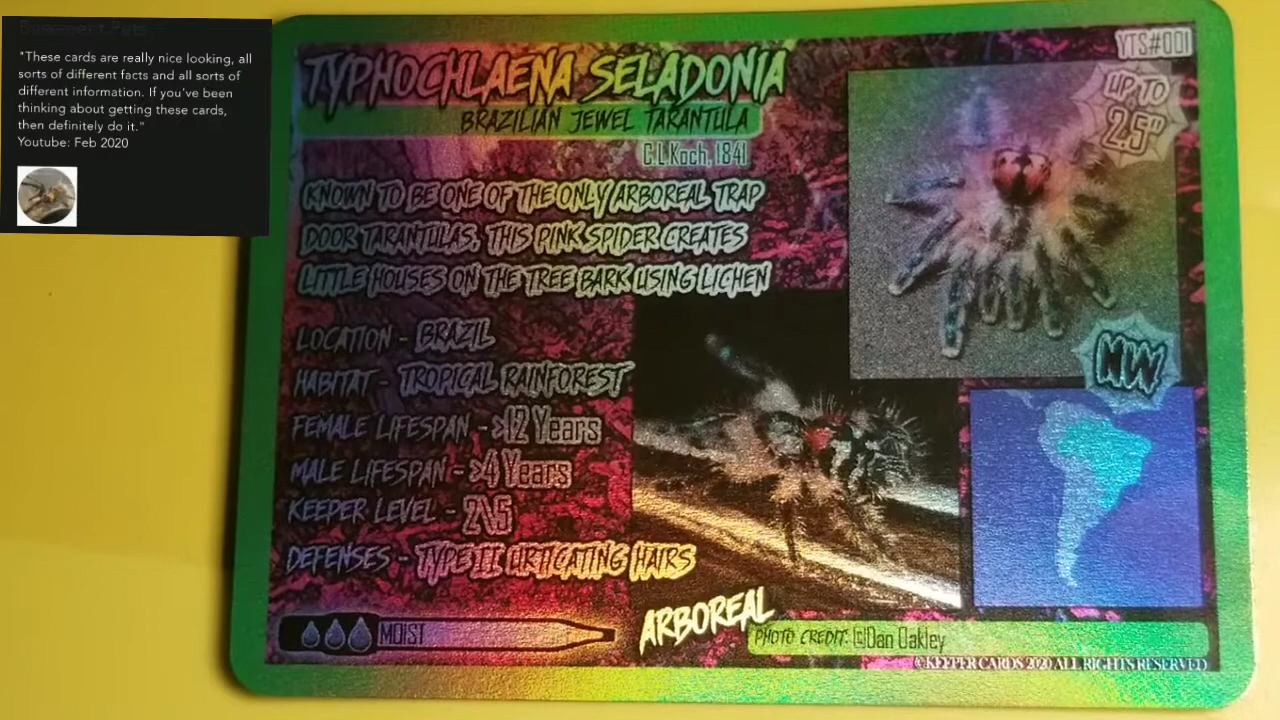 Basement Pets
"These cards are really nice looking, all
sorts of different facts and all sorts of
different information. If you've been
thinking about getting these cards,
then definitely do it."
Youtube: Feb 2020
YTS#001
TYPHOCHLAENA SELADONIA
BRAZILIAN JEWEL TARANTULA
C.L.Koch, 1841
UP TO
2.5"
KNOWN TO BE ONE OF THE ONLY ARBOREAL TRAP
DOOR TARANTULAS, THIS PINK SPIDER CREATES
LITTLE HOUSES ON THE TREE BARK USING LICHEN
LOCATION - BRAZIL
HABITAT - TROPICAL RAINFOREST
FEMALE LIFESPAN - >12 Years
MALE LIFESPAN - >4 Years
KEEPER LEVEL - 2\5
DEFENSES - TYPE II URTICATING HAIRS
NW
MOIST
ARBOREAL
PHOTO CREDIT: ©Dan Oakley
© KEEPER CARDS 2020 ALL RIGHTS RESERVED